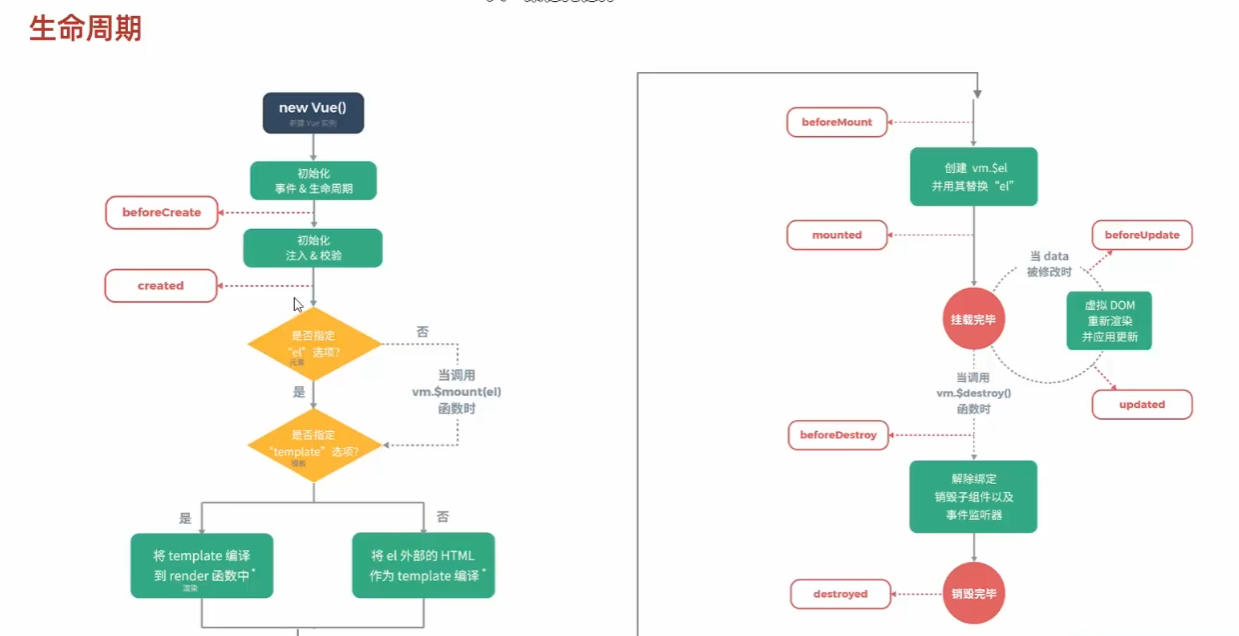 生命周期
new Vue()
新建 Vue 实例
初始化
事件 & 生命周期
beforeCreate
初始化
注入 & 校验
created
是否指定
“el” 选项?
元素
否
当调用
vm.$mount(el)
函数时
是
是否指定
“template” 选项?
模板
是
否
将 template 编译
到 render 函数中*
渲染
将 el 外部的 HTML
作为 template 编译*
beforeMount
创建 vm.$el
并用其替换 “el”
mounted
beforeUpdate
当 data
被修改时
挂载完毕
虚拟 DOM
重新渲染
并应用更新
当调用
vm.$destroy()
函数时
updated
beforeDestroy
解除绑定
销毁子组件以及
事件监听器
destroyed
销毁完毕